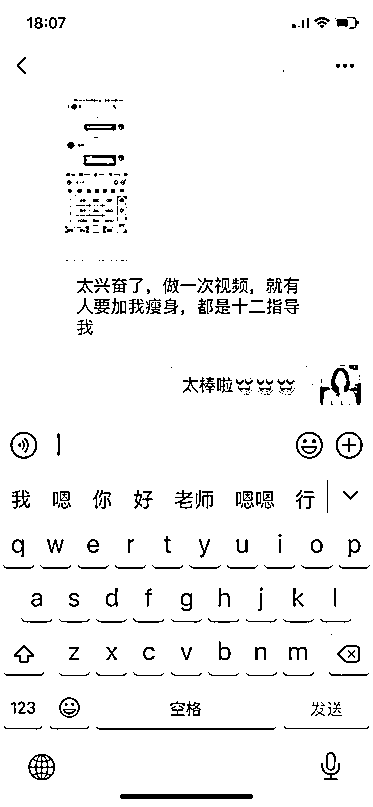 18:07
太兴奋了，做一次视频，就有
人要加我瘦身，都是十二指导
我
太棒啦
我 嗯 你 好 老师 嗯嗯 行
q w e r t y u i o p
a s d f g h j k l
z x c v b n m
123 空格 发送